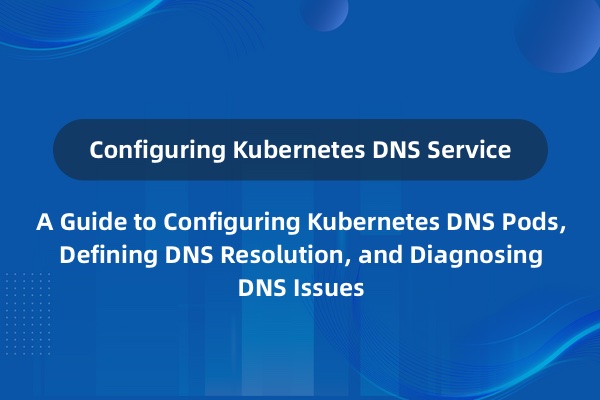 Configuring Kubernetes DNS Service
A Guide to Configuring Kubernetes DNS Pods,
Defining DNS Resolution, and Diagnosing
DNS Issues